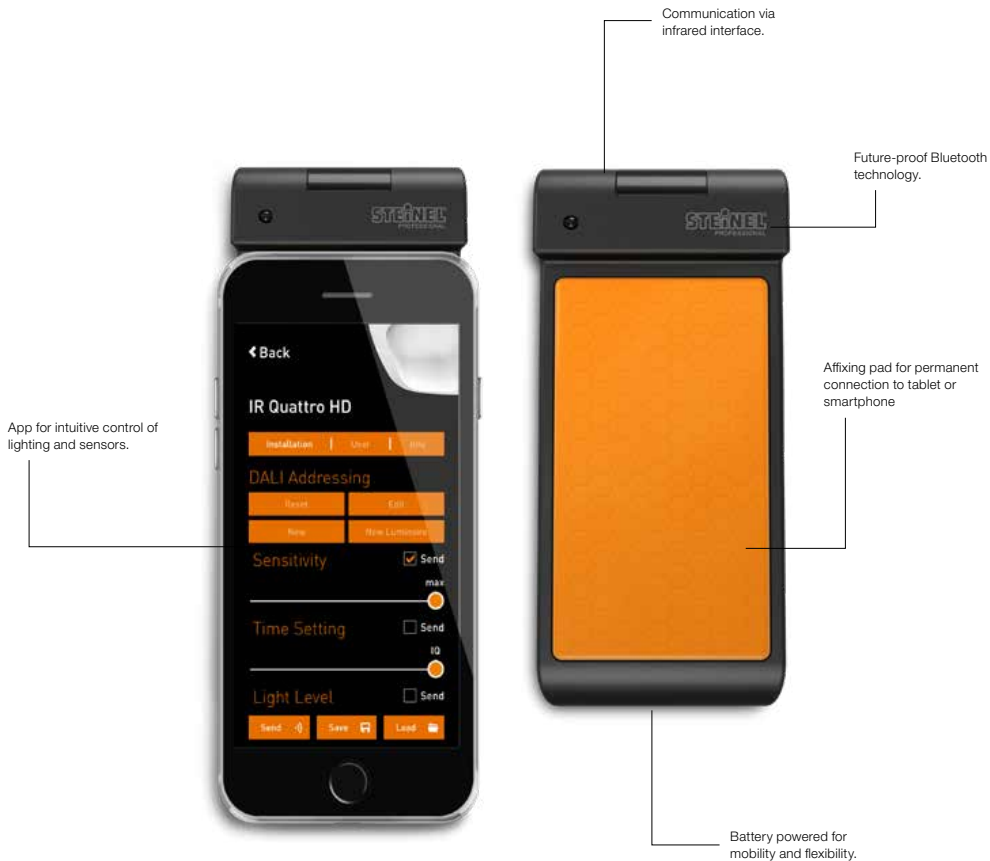 Communication via
infrared interface.
Future-proof Bluetooth
technology.
STEINEL
PROFESSIONAL
STEINEL
PROFESSIONAL
Back
IR Quattro HD
Installation | User |
DALI Addressing
Reset
Edit
New
New Luminaire
Sensitivity
Send
max
Time Setting
Send
IQ
Light Level
Send
Send
Save
Load
App for intuitive control of
lighting and sensors.
Affixing pad for permanent
connection to tablet or
smartphone
Battery powered for
mobility and flexibility.